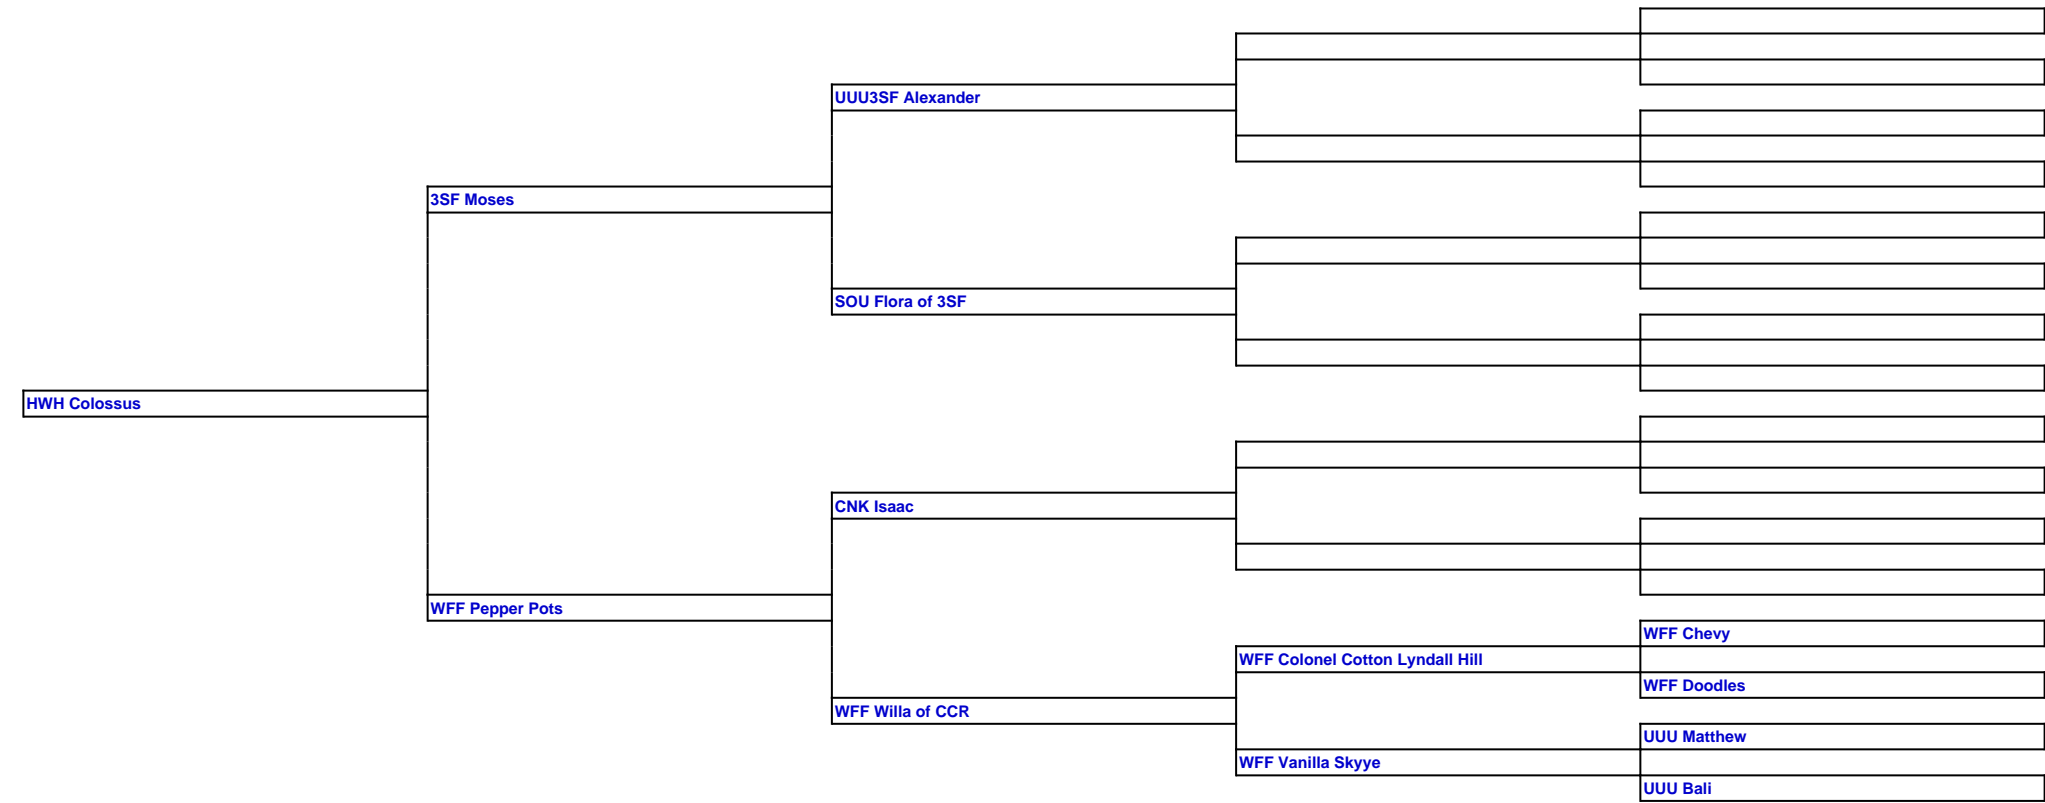 UUU3SF Alexander
3SF Moses
SOU Flora of 3SF
HWH Colossus
CNK Isaac
WFF Pepper Pots
WFF Chevy
WFF Colonel Cotton Lyndall Hill
WFF Doodles
WFF Willa of CCR
UUU Matthew
WFF Vanilla Skyye
UUU Bali